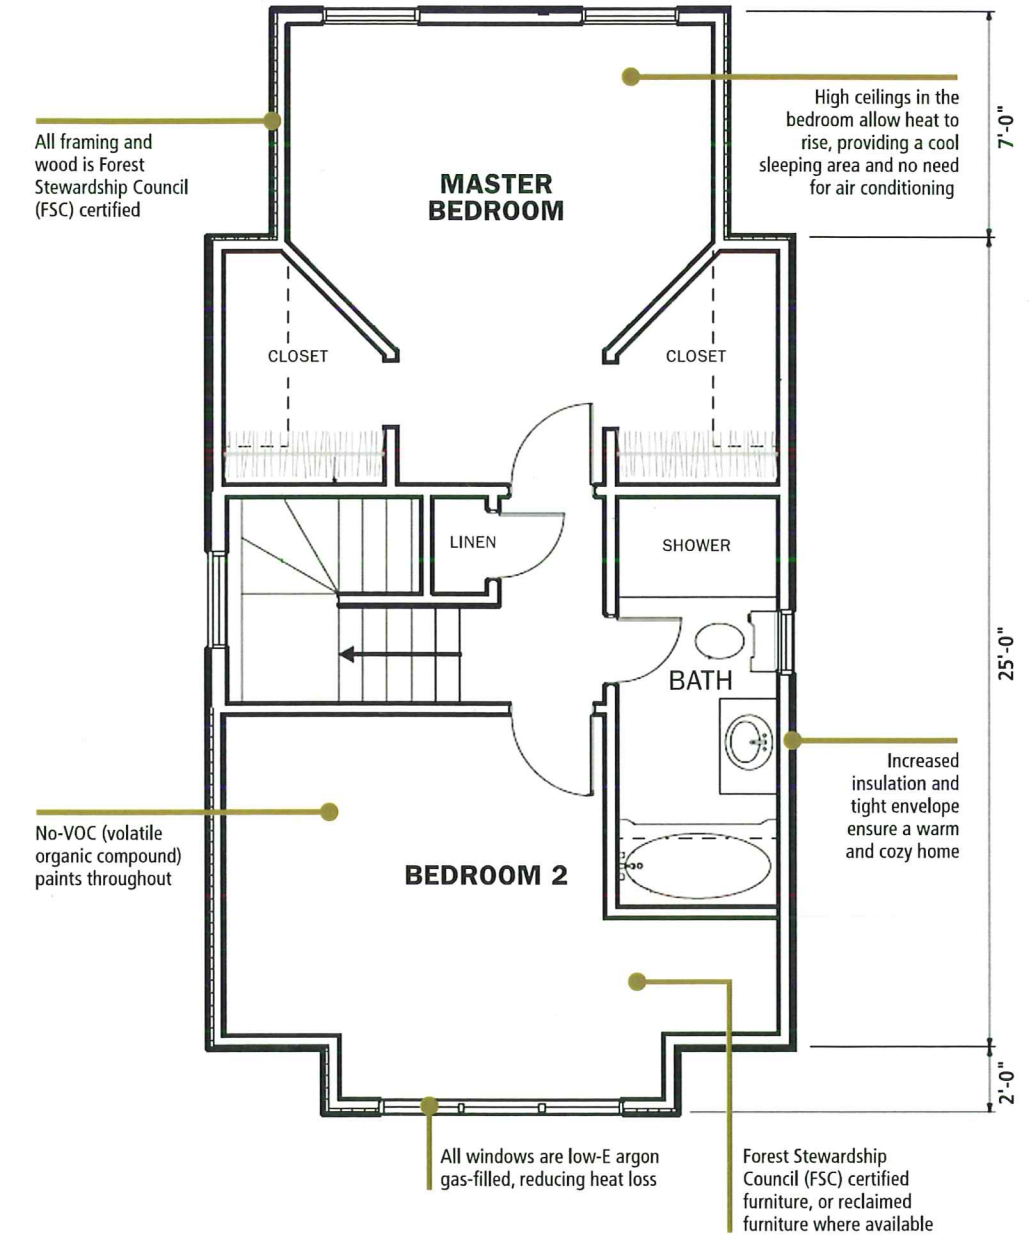 High ceilings in the
bedroom allow heat to
rise, providing a cool
sleeping area and no need
for air conditioning
7'-0"
All framing and
wood is Forest
Stewardship Council
(FSC) certified
MASTER
BEDROOM
CLOSET
CLOSET
LINEN
SHOWER
BATH
25'-0"
Increased
insulation and
tight envelope
ensure a warm
and cozy home
No-VOC (volatile
organic compound)
paints throughout
BEDROOM 2
2'-0"
All windows are low-E argon
gas-filled, reducing heat loss
Forest Stewardship
Council (FSC) certified
furniture, or reclaimed
furniture where available